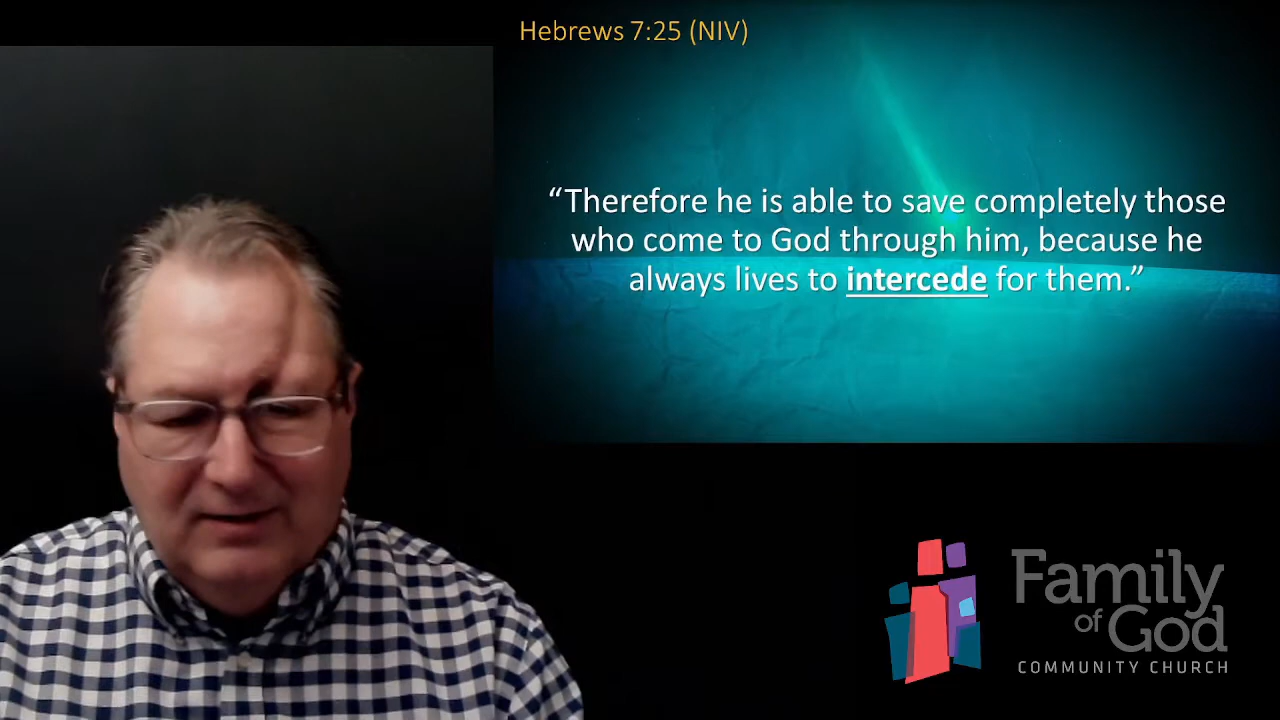 Hebrews 7:25 (NIV)
“Therefore he is able to save completely those
who come to God through him, because he
always lives to intercede for them.”
Family
of
God
COMMUNITY CHURCH